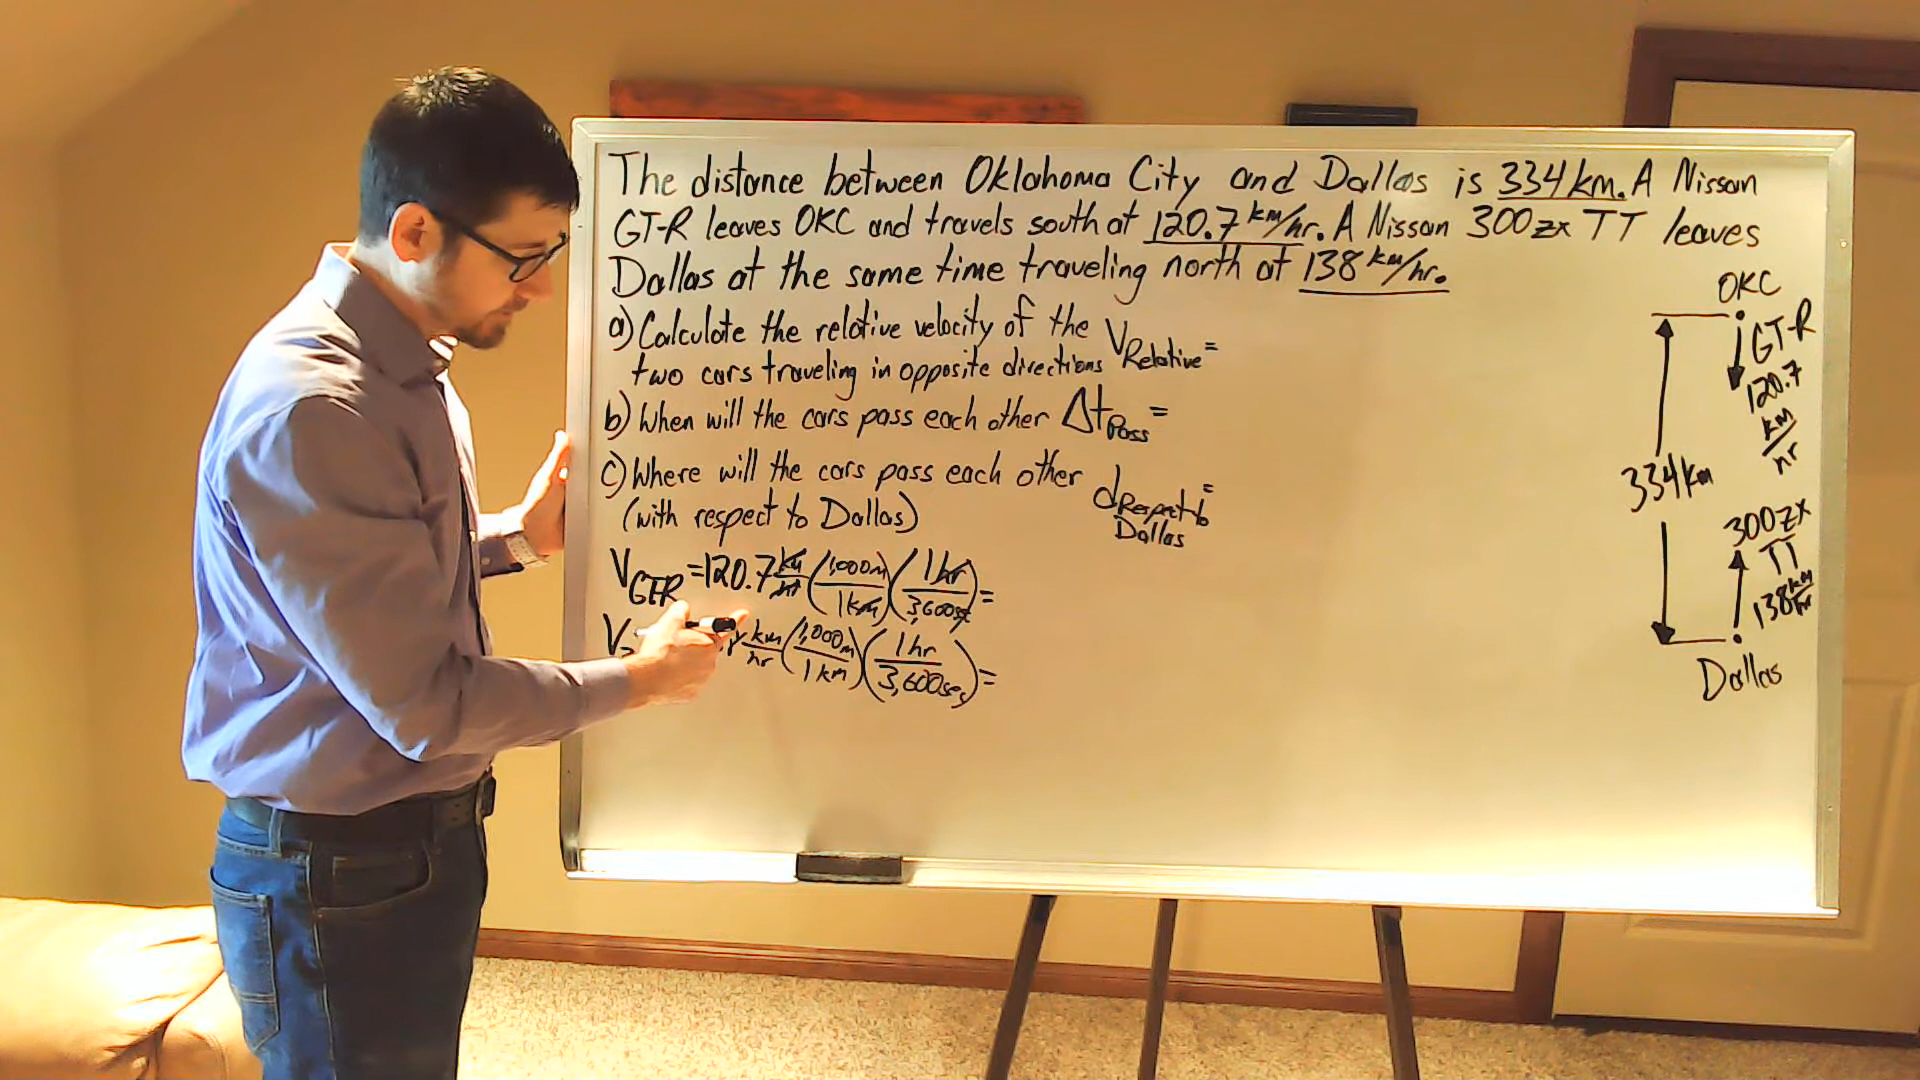 The distance between Oklahoma City and Dallas is 334 km. A Nissan
GT-R leaves OKC and travels south at 120.7 km/hr. A Nissan 300zx TT leaves
Dallas at the same time traveling north at 138 km/hr.
a) Calculate the relative velocity of the
two cars traveling in opposite directions
V Relative =
b) When will the cars pass each other Δt Pass =
c) Where will the cars pass each other
(with respect to Dallas)
d Respect to Dallas =
V GTR = 120.7 km/hr (1,000m/1km) (1hr/3,600s) =
V km/hr (1,000m/1km) (1hr/3,600sec) =
OKC
GT-R
120.7
km/hr
334km
300zx
TT
138 km/hr
Dallas